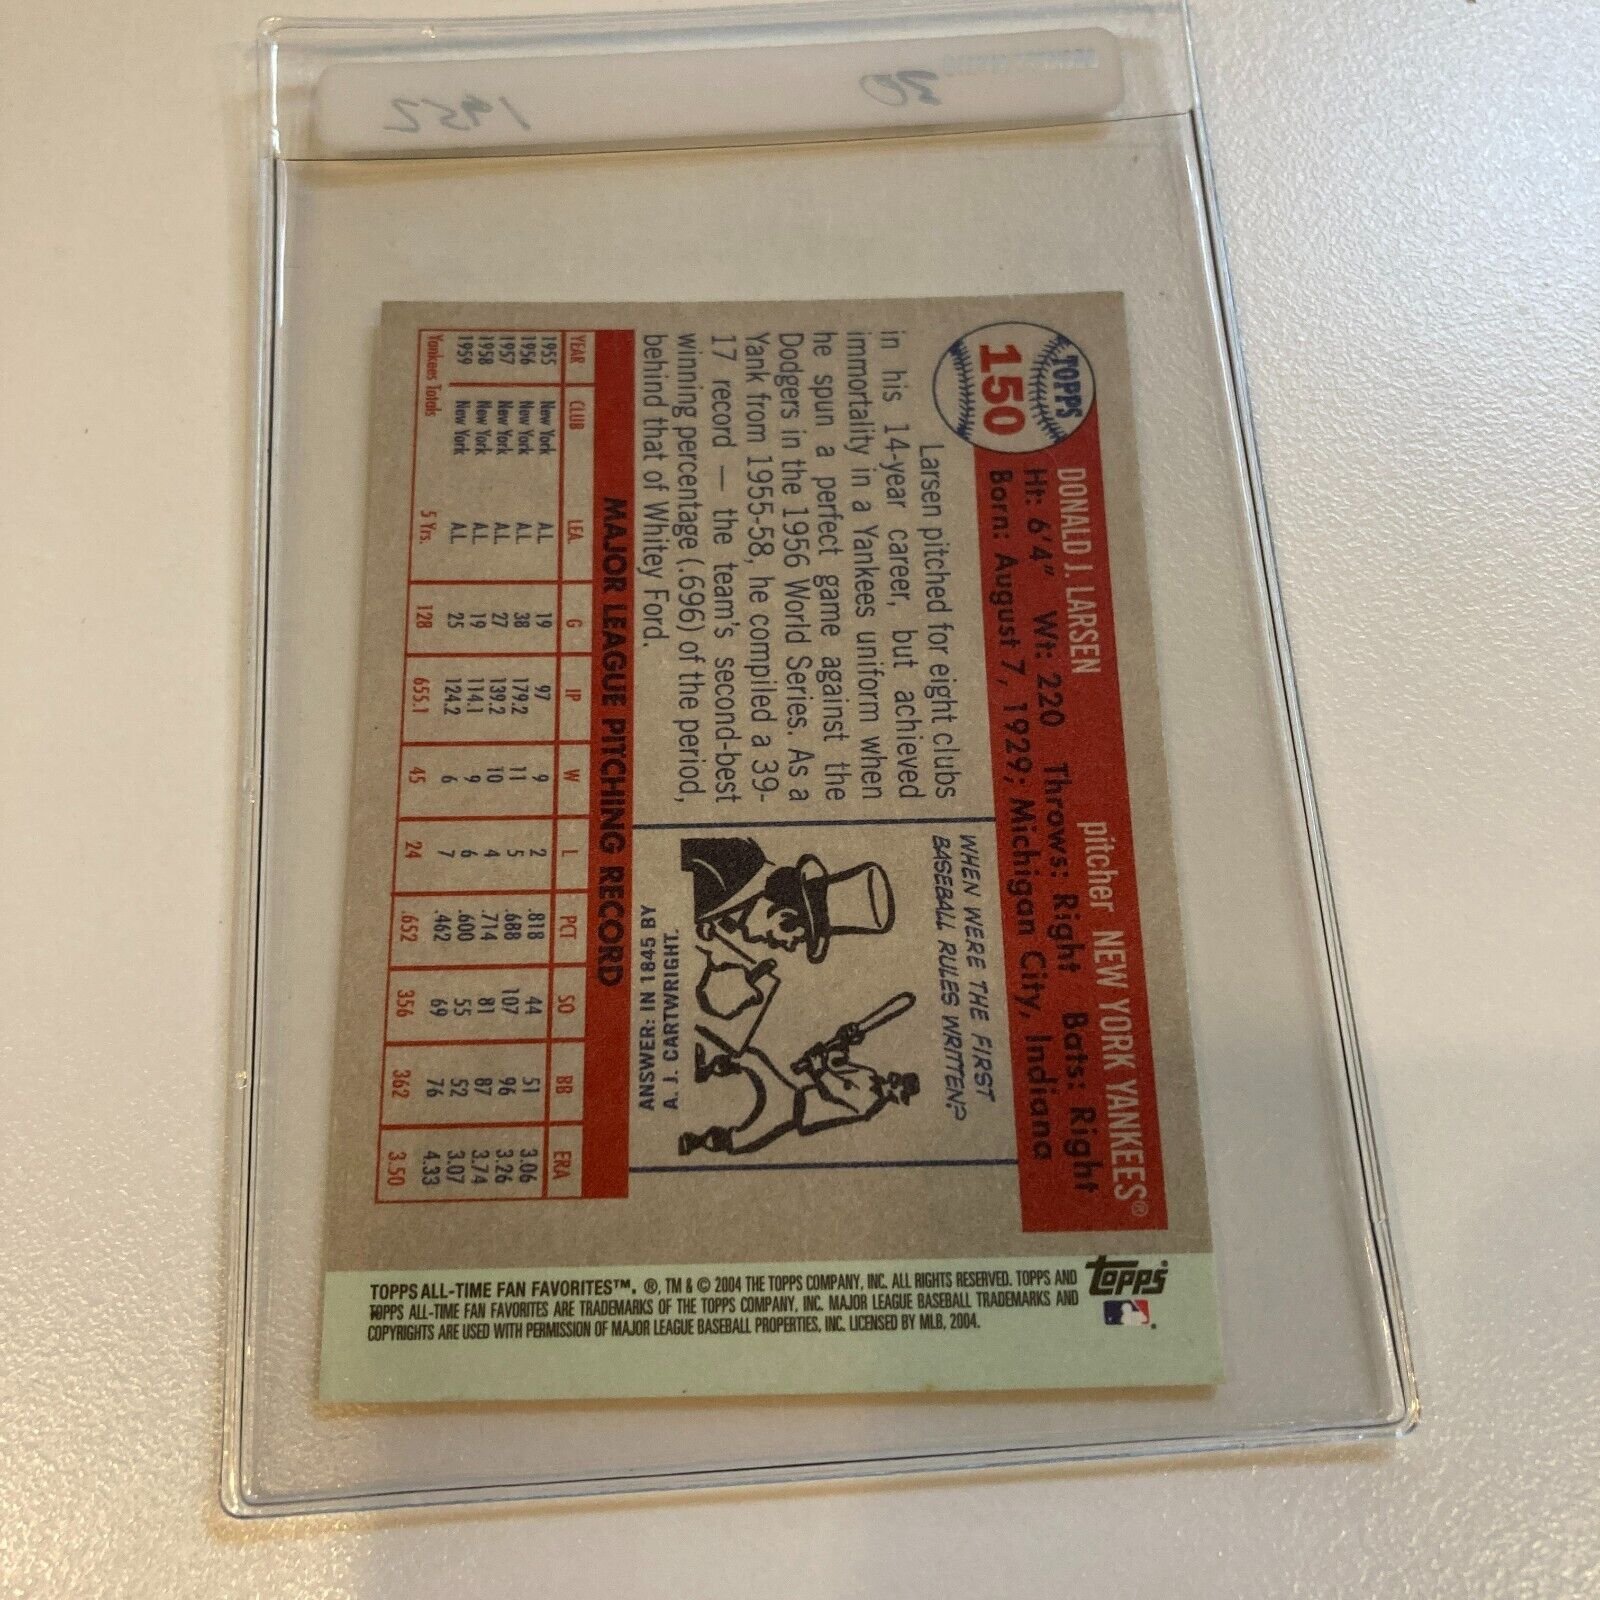 1952
20
TOPPS
150
DONALD J. LARSEN pitcher NEW YORK YANKEES®
Ht: 6'4" Wt: 220 Throws: Right Bats: Right
Born: August 7, 1929; Michigan City, Indiana
Larsen pitched for eight clubs
in his 14-year career, but achieved
immortality in a Yankees uniform when
he spun a perfect game against the
Dodgers in the 1956 World Series. As a
Yank from 1955-58, he compiled a 39-
17 record — the team's second-best
winning percentage (.696) of the period,
behind that of Whitey Ford.
WHEN WERE THE FIRST
BASEBALL RULES WRITTEN?
ANSWER: IN 1845 BY
A. J. CARTWRIGHT.
MAJOR LEAGUE PITCHING RECORD
YEAR CLUB LEA. G IP W L PCT SO BB ERA
1955 New York A.L. 19 97 9 2 .818 44 51 3.06
1956 New York A.L. 38 179.2 11 5 .688 107 96 3.26
1957 New York A.L. 27 139.2 10 4 .714 81 87 3.74
1958 New York A.L. 19 114.1 9 6 .600 55 52 3.07
1959 New York A.L. 25 124.2 6 7 .462 69 76 4.33
Yankees Totals 5 Yrs. 128 655.1 45 24 .652 356 362 3.50
topps
TOPPS ALL-TIME FAN FAVORITES™. ®, TM & © 2004 THE TOPPS COMPANY, INC. ALL RIGHTS RESERVED. TOPPS AND
TOPPS ALL-TIME FAN FAVORITES ARE TRADEMARKS OF THE TOPPS COMPANY, INC. MAJOR LEAGUE BASEBALL TRADEMARKS AND
COPYRIGHTS ARE USED WITH PERMISSION OF MAJOR LEAGUE BASEBALL PROPERTIES, INC. LICENSED BY MLB, 2004.